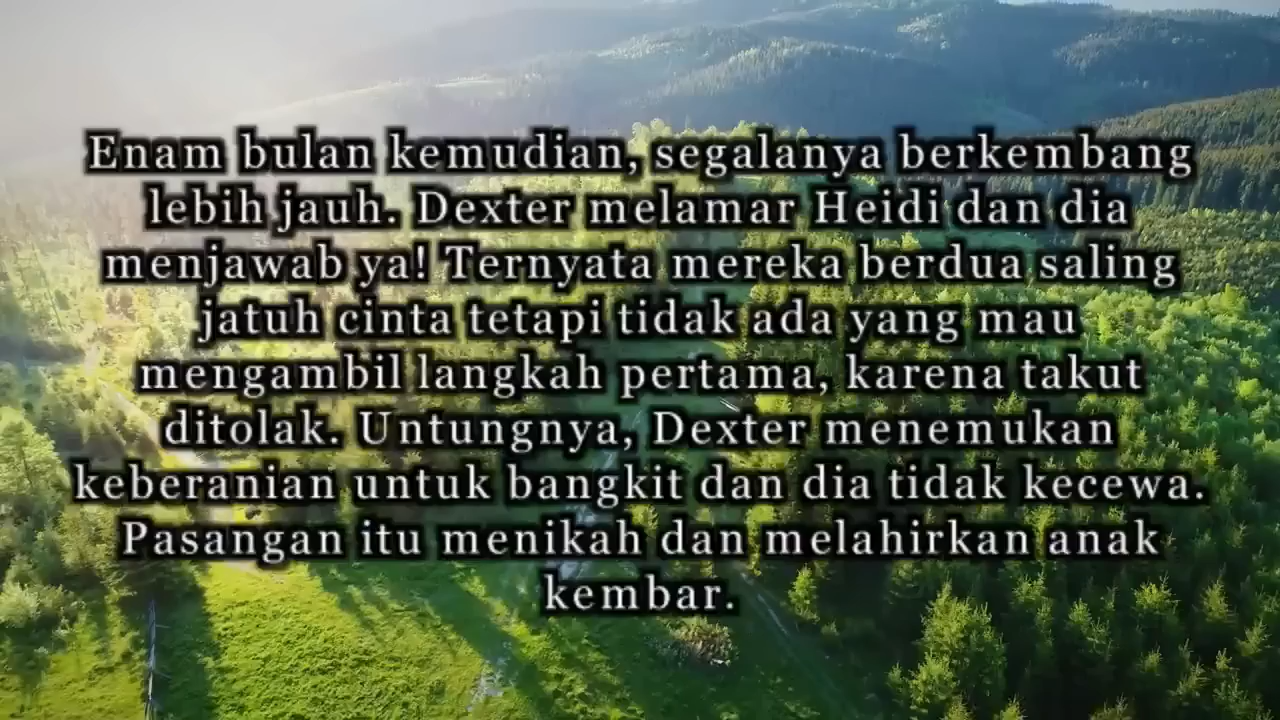 Enam bulan kemudian, segalanya berkembang
lebih jauh. Dexter melamar Heidi dan dia
menjawab ya! Ternyata mereka berdua saling
jatuh cinta tetapi tidak ada yang mau
mengambil langkah pertama, karena takut
ditolak. Untungnya, Dexter menemukan
keberanian untuk bangkit dan dia tidak kecewa.
Pasangan itu menikah dan melahirkan anak
kembar.